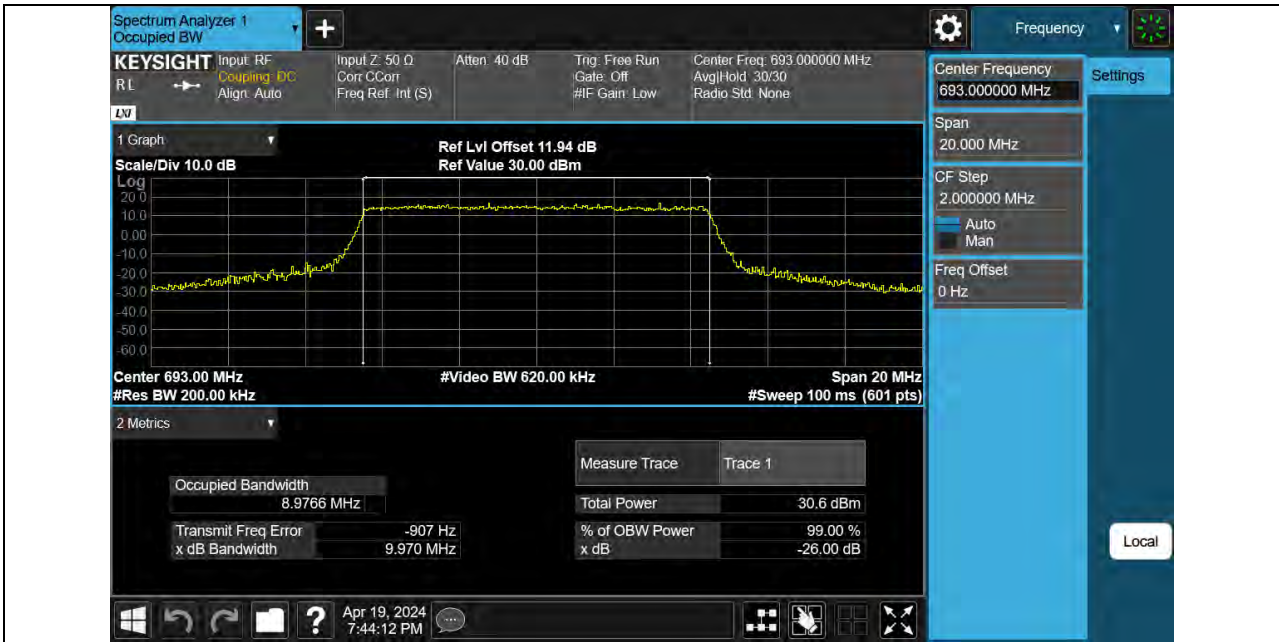 Spectrum Analyzer 1
Occupied BW
+
Frequency
KEYSIGHT
RL
LXI
Input: RF
Coupling: DC
Align: Auto
Input Z: 50 Ω
Corr CCorr
Freq Ref: Int (S)
Atten: 40 dB
Trig: Free Run
Gate: Off
#IF Gain: Low
Center Freq: 693.000000 MHz
Avg|Hold: 30/30
Radio Std: None
Center Frequency
693.000000 MHz
Settings
Span
20.000 MHz
CF Step
2.000000 MHz
Auto
Man
Freq Offset
0 Hz
1 Graph
Scale/Div 10.0 dB
Ref Lvl Offset 11.94 dB
Ref Value 30.00 dBm
Log
20.0
10.0
0.00
-10.0
-20.0
-30.0
-40.0
-50.0
-60.0
Center 693.00 MHz
#Video BW 620.00 kHz
Span 20 MHz
#Res BW 200.00 kHz
#Sweep 100 ms (601 pts)
2 Metrics
Measure Trace
Trace 1
Occupied Bandwidth
8.9766 MHz
Total Power
30.6 dBm
Transmit Freq Error
-907 Hz
% of OBW Power
99.00 %
x dB Bandwidth
9.970 MHz
x dB
-26.00 dB
Local
?
Apr 19, 2024
7:44:12 PM